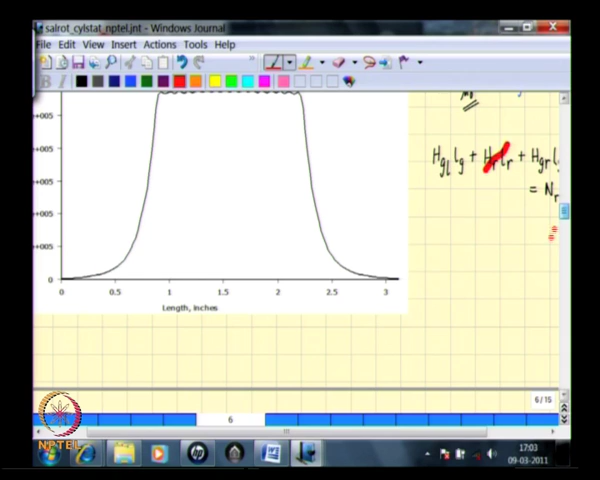 salrot_cylstat_nptel.jnt - Windows Journal
File Edit View Insert Actions Tools Help
+005
+005
+005
+005
+005
0
0 0.5 1 1.5 2 2.5 3
Length, inches
H_gl l_g + H_r l_r + H_gr l
= N_r
6 / 15
6
NPTEL
17:03
09-03-2011